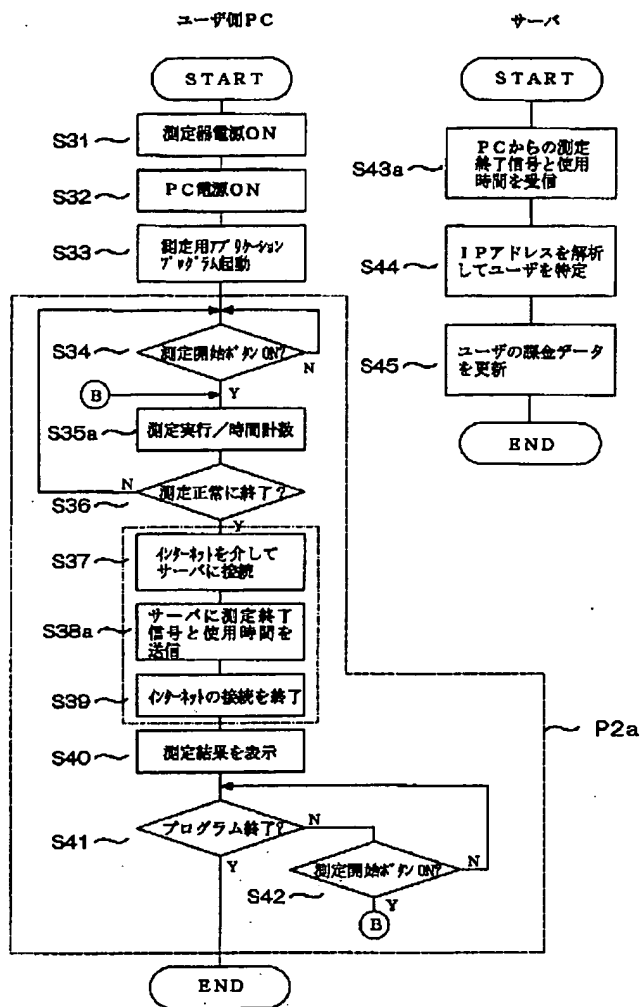 ユーザ側PC
サーバ
START
S31
測定器電源ON
S32
PC電源ON
S33
測定用アプリケーション
プログラム起動
S34
測定開始ボタンON?
N
Y
B
S35a
測定実行/時間計数
N
測定正常に終了?
S36
Y
S37
インターネットを介して
サーバに接続
S38a
サーバに測定終了
信号と使用時間を
送信
S39
インターネットの接続を終了
S40
測定結果を表示
P2a
プログラム終了?
N
S41
Y
測定開始ボタンON?
N
S42
Y
B
END
START
S43a
PCからの測定
終了信号と使用
時間を受信
S44
IPアドレスを解析
してユーザを特定
S45
ユーザの課金データ
を更新
END